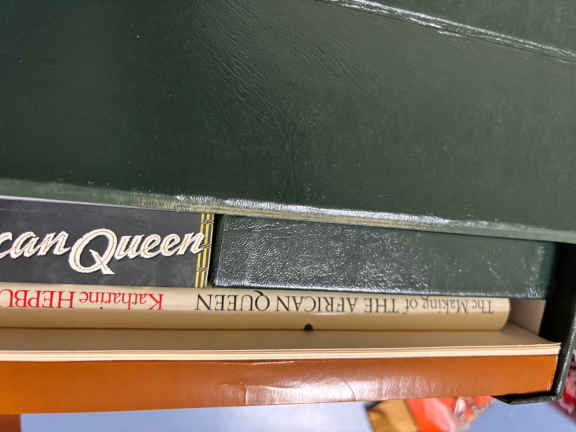 can Queen
The Making of THE AFRICAN QUEEN Katharine HEPBU